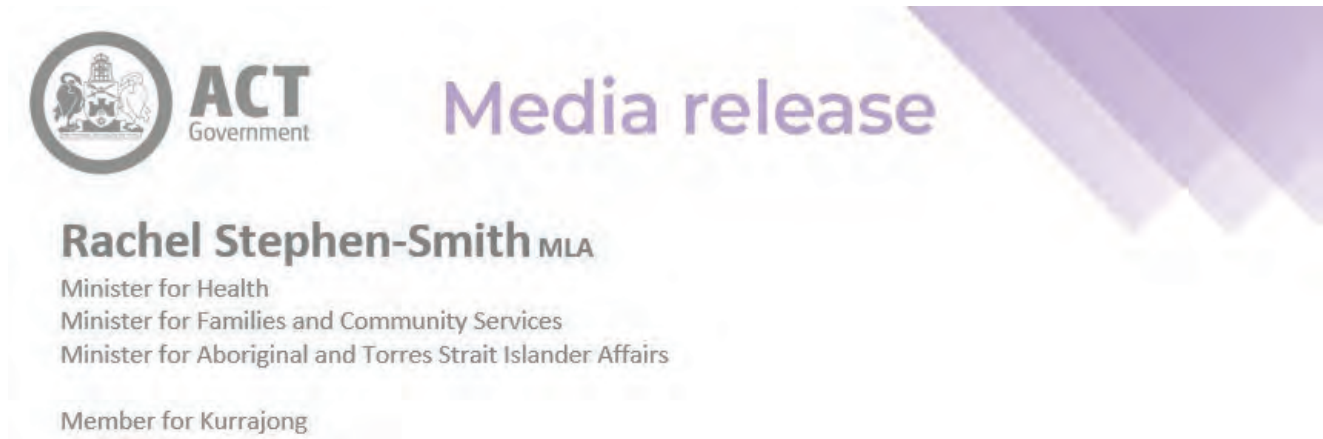 ACT
Government
Media release
Rachel Stephen-Smith MLA
Minister for Health
Minister for Families and Community Services
Minister for Aboriginal and Torres Strait Islander Affairs
Member for Kurrajong